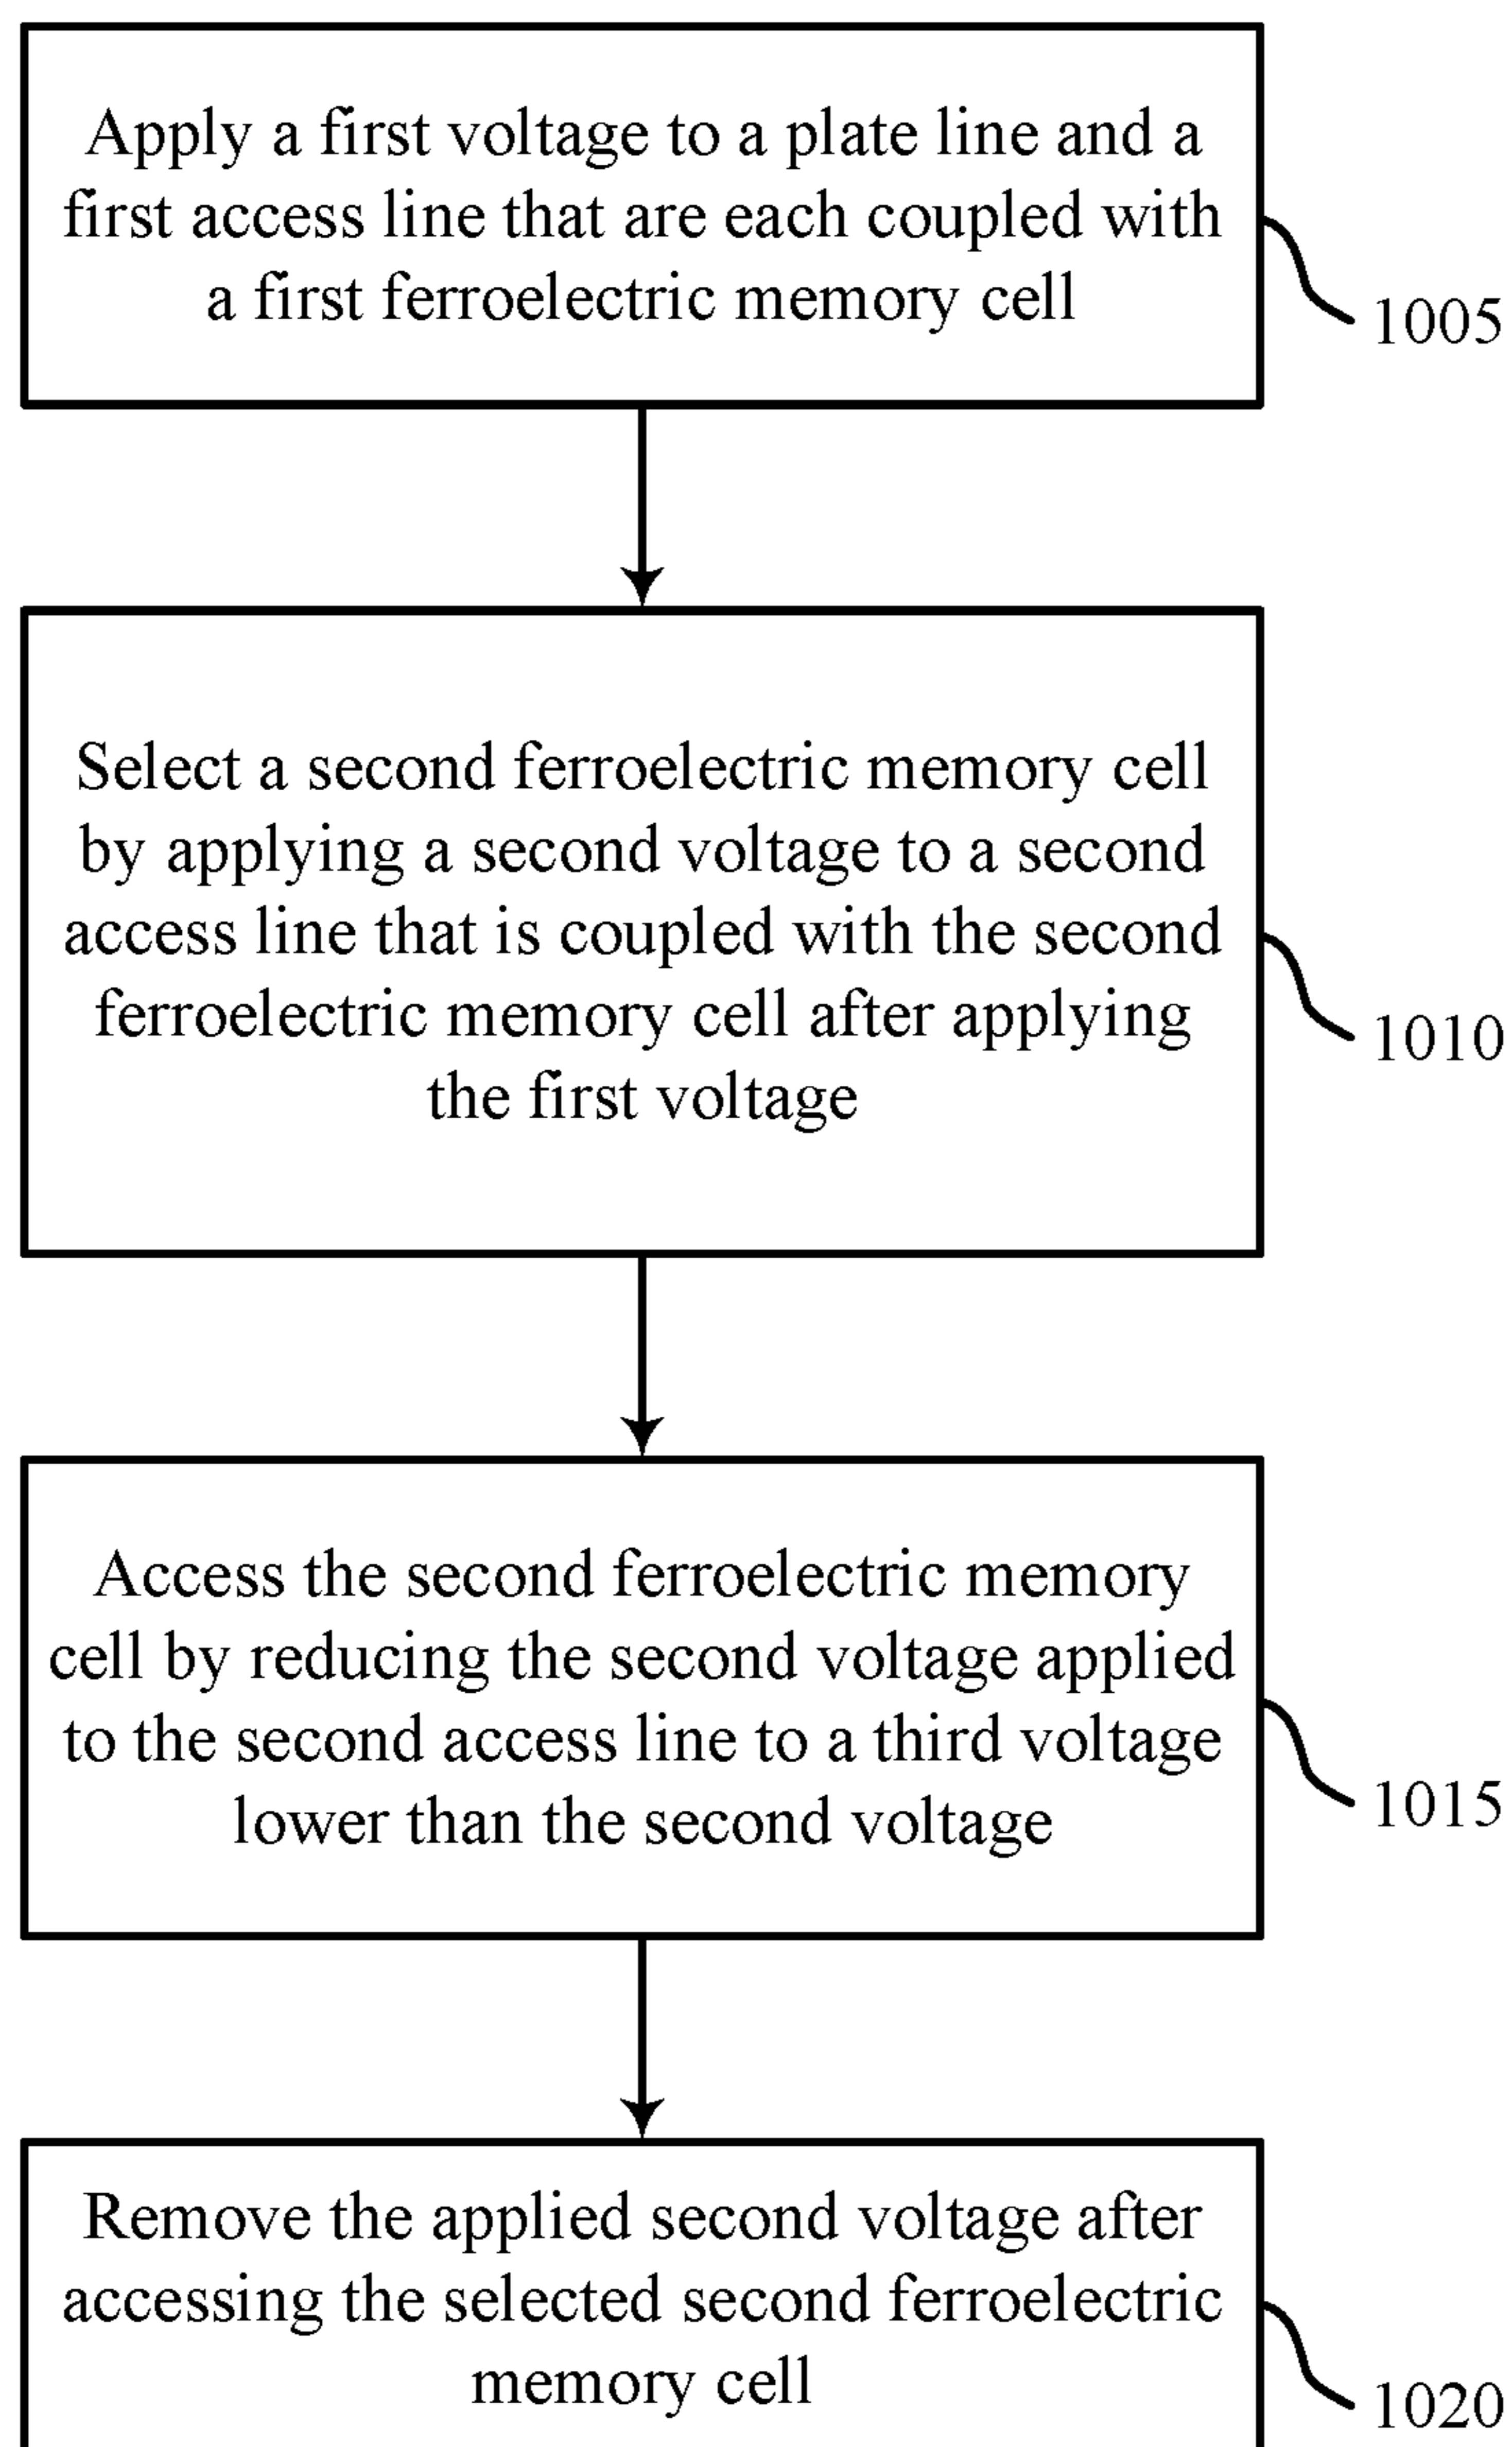 Apply a first voltage to a plate line and a
first access line that are each coupled with
a first ferroelectric memory cell
1005
Select a second ferroelectric memory cell
by applying a second voltage to a second
access line that is coupled with the second
ferroelectric memory cell after applying
the first voltage
1010
Access the second ferroelectric memory
cell by reducing the second voltage applied
to the second access line to a third voltage
lower than the second voltage
1015
Remove the applied second voltage after
accessing the selected second ferroelectric
memory cell
1020